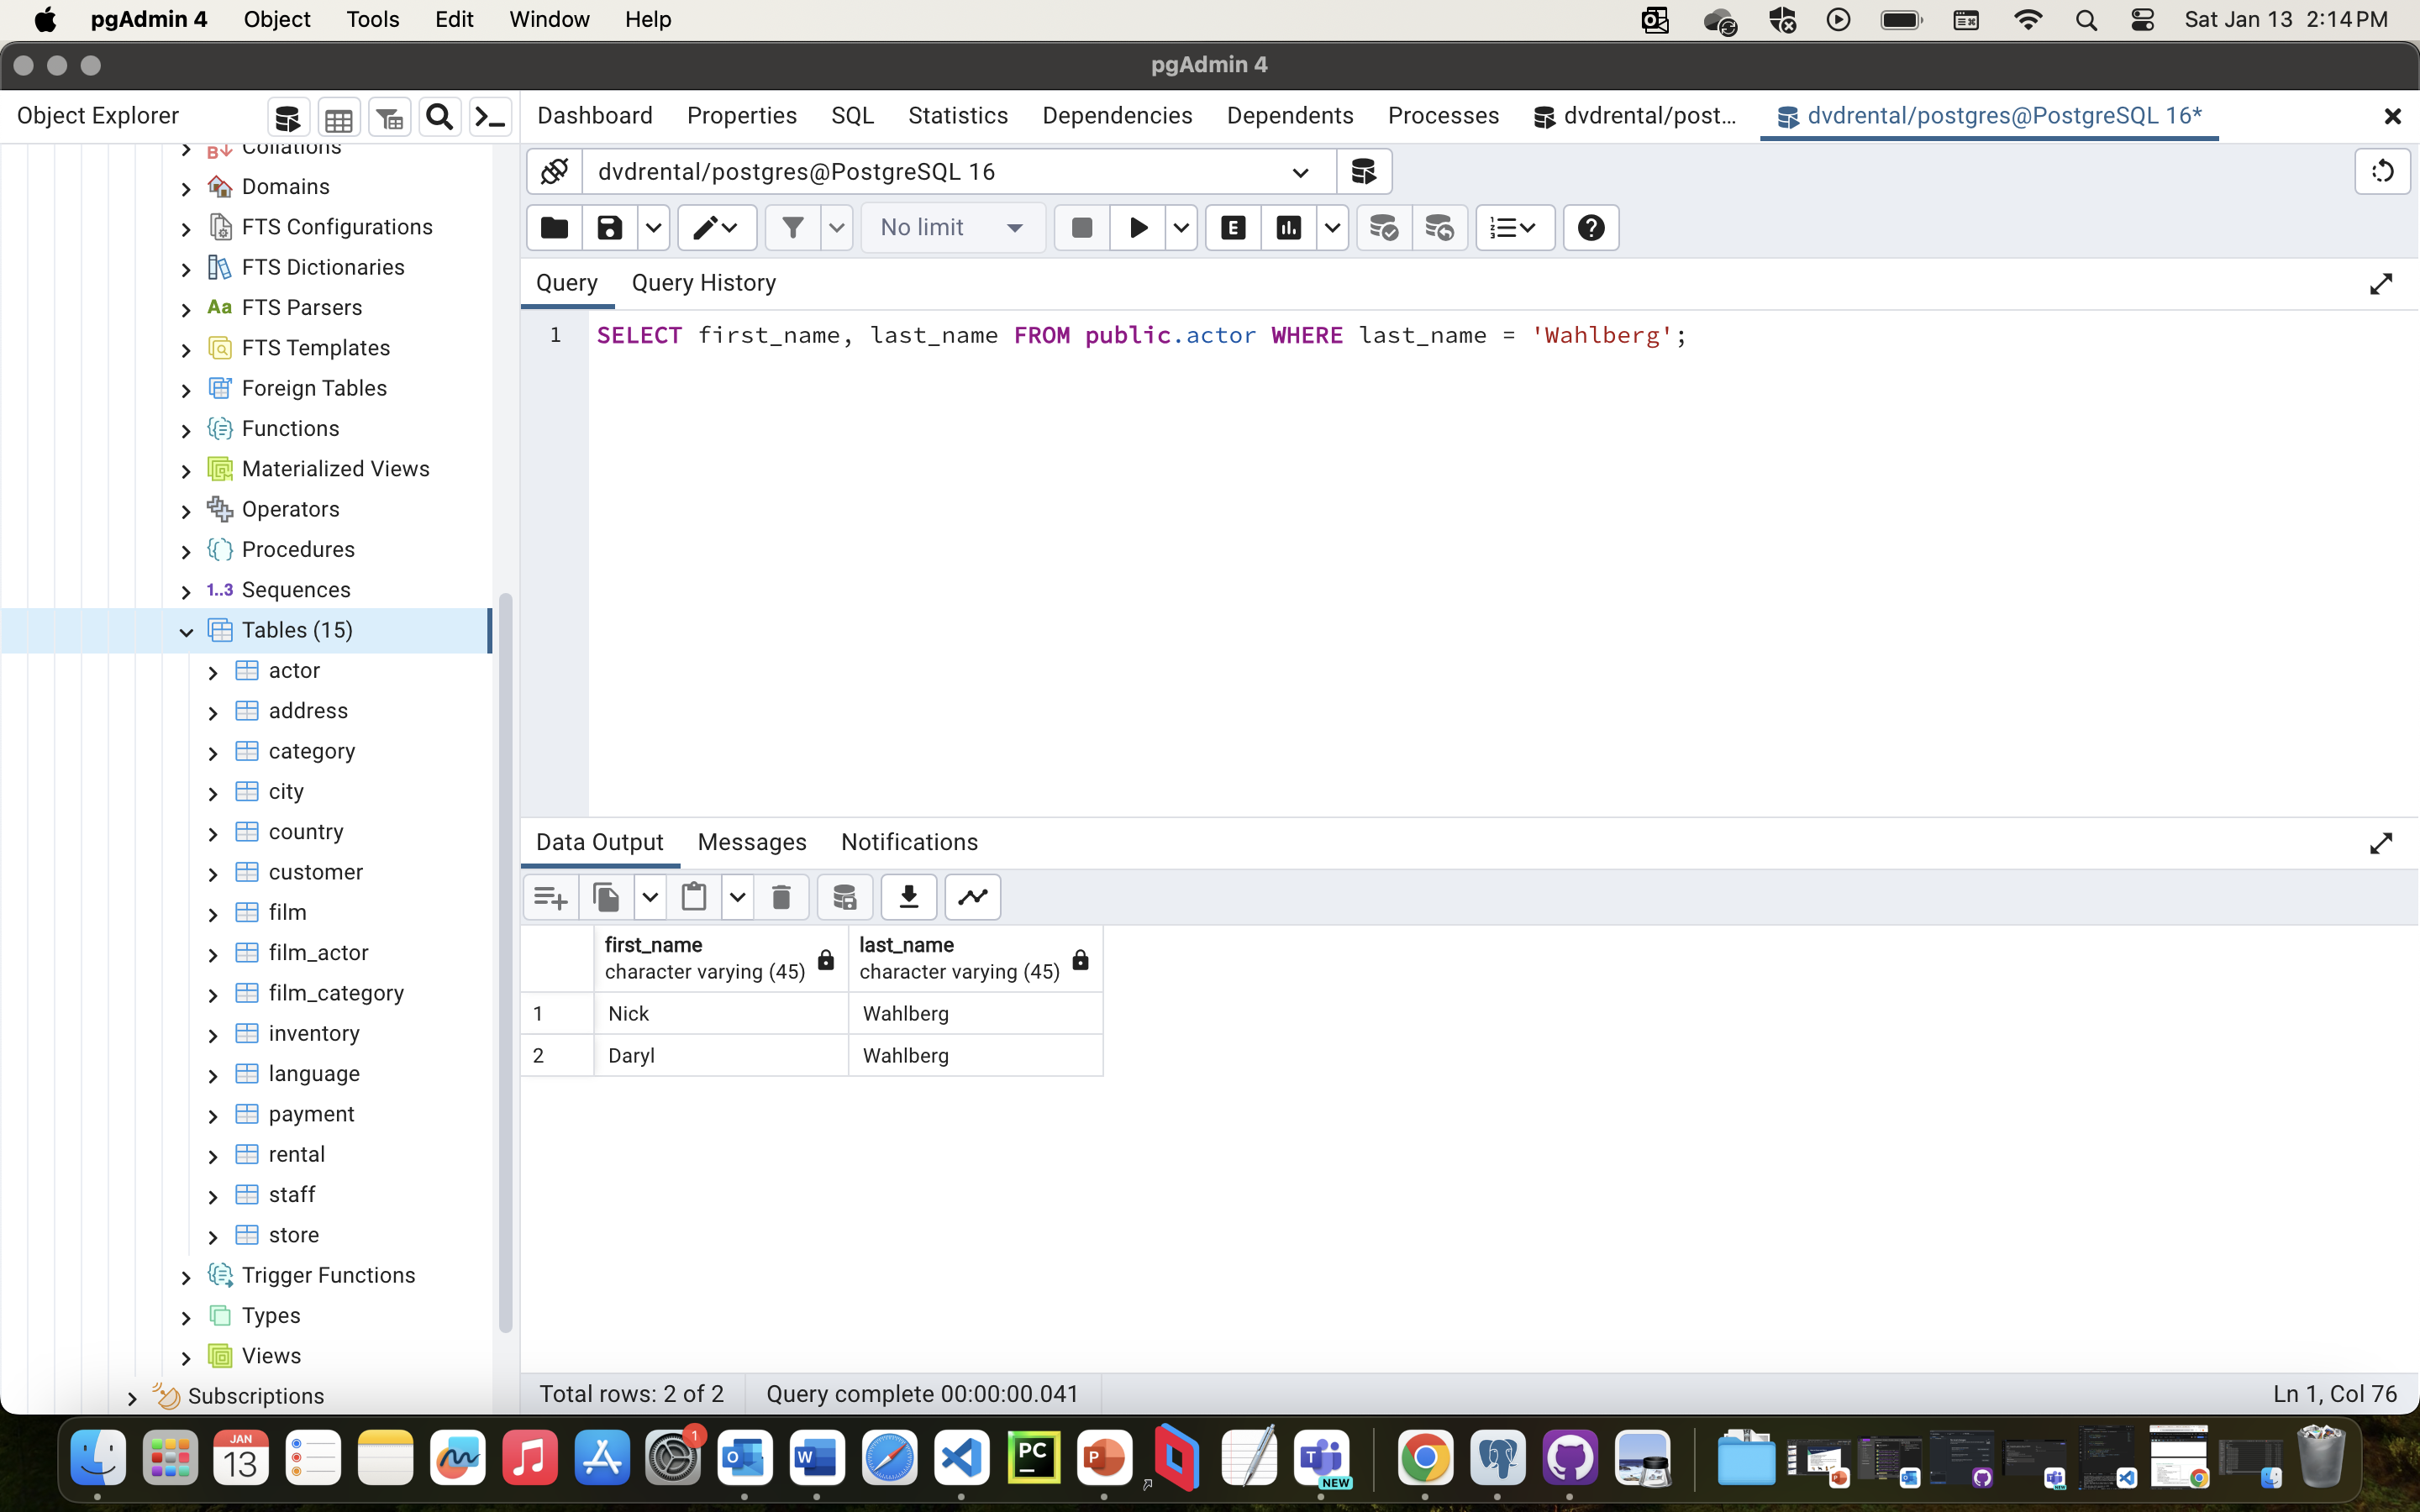 pgAdmin 4 Object Tools Edit Window Help Sat Jan 13 2:14 PM
pgAdmin 4
Object Explorer
Dashboard Properties SQL Statistics Dependencies Dependents Processes dvdrental/post... dvdrental/postgres@PostgreSQL 16*
Collations
Domains
FTS Configurations
FTS Dictionaries
Aa FTS Parsers
FTS Templates
Foreign Tables
Functions
Materialized Views
Operators
Procedures
1..3 Sequences
Tables (15)
actor
address
category
city
country
customer
film
film_actor
film_category
inventory
language
payment
rental
staff
store
Trigger Functions
Types
Views
Subscriptions
dvdrental/postgres@PostgreSQL 16
No limit
E
Query Query History
1 SELECT first_name, last_name FROM public.actor WHERE last_name = 'Wahlberg';
Data Output Messages Notifications
first_name last_name
character varying (45) character varying (45)
1 Nick Wahlberg
2 Daryl Wahlberg
Total rows: 2 of 2 Query complete 00:00:00.041 Ln 1, Col 76
JAN
13
1
PC
NEW